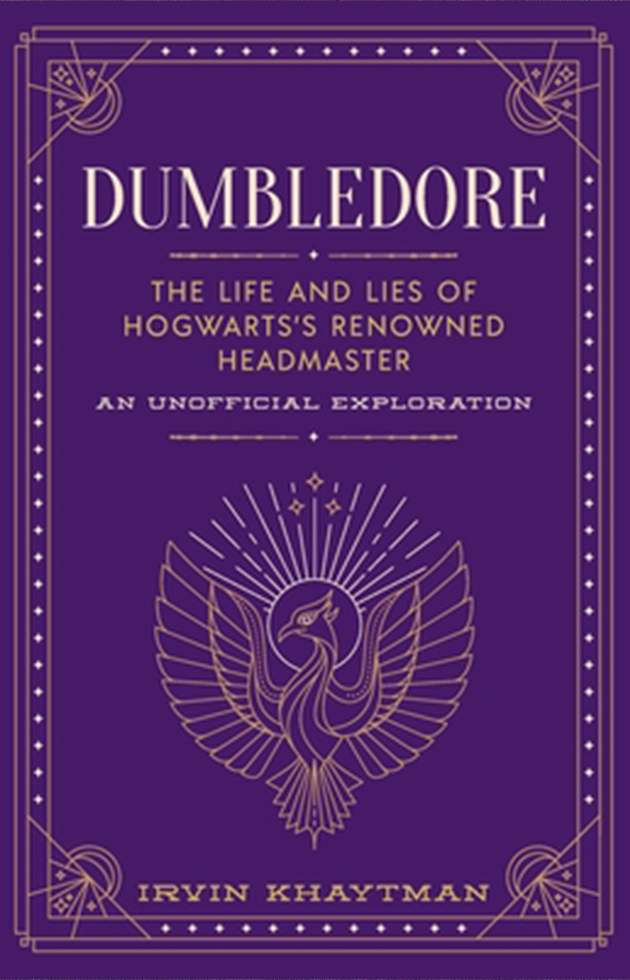 DUMBLEDORE
THE LIFE AND LIES OF
HOGWARTS'S RENOWNED
HEADMASTER
AN UNOFFICIAL EXPLORATION
IRVIN KHAYTMAN